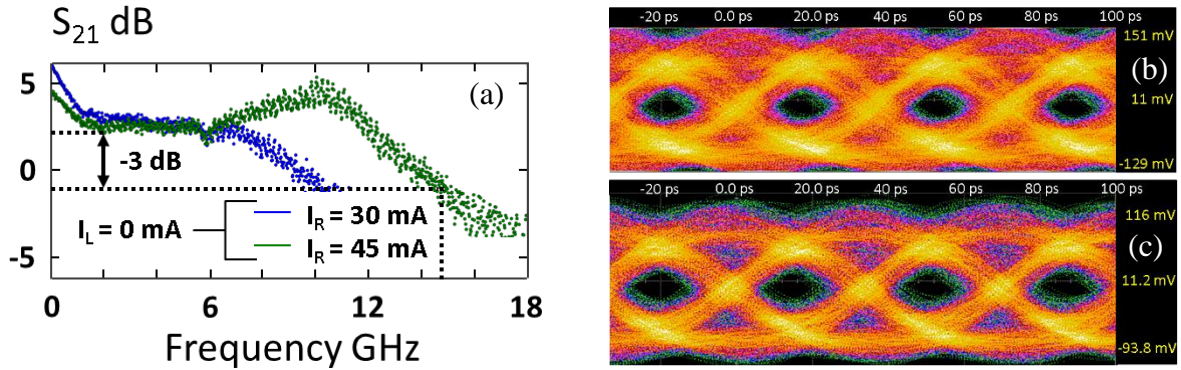 S21 dB
5
0
-5
(a)
-3 dB
IL = 0 mA
IR = 30 mA
IR = 45 mA
0 6 12 18
Frequency GHz
-20 ps 0.0 ps 20 ps 40 ps 60 ps 80 ps 100 ps
151 mV
(b)
11 mV
-129 mV
-20 ps 0.0 ps 20 ps 40 ps 60 ps 80 ps 100 ps
116 mV
(c)
11.2 mV
-93.8 mV